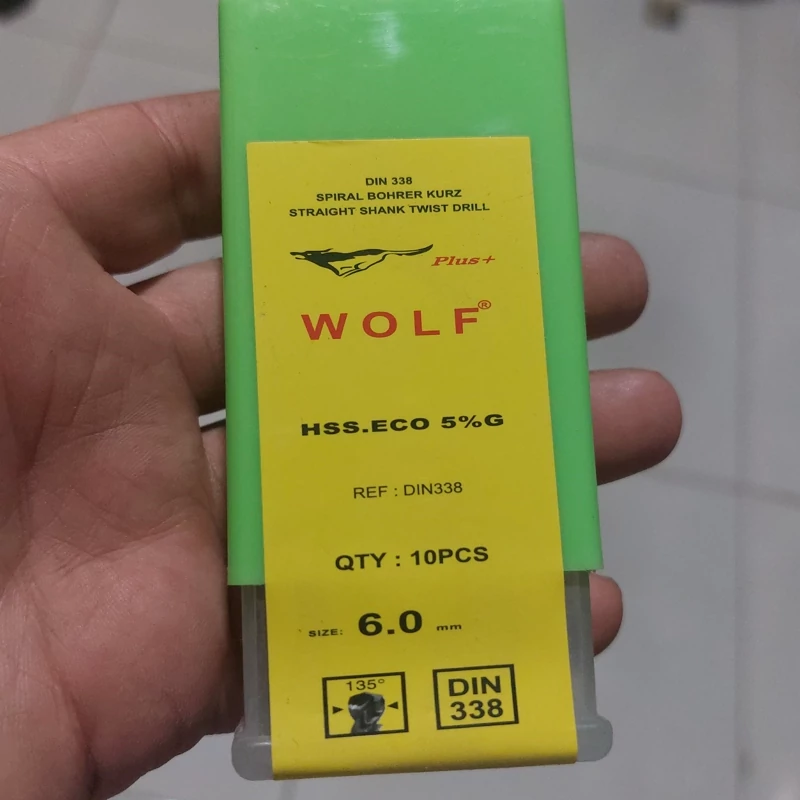 DIN 338
SPIRAL BOHRER KURZ
STRAIGHT SHANK TWIST DRILL
Plus+
WOLF®
HSS.ECO 5%G
REF : DIN338
QTY : 10PCS
SIZE: 6.0 mm
135°
DIN
338